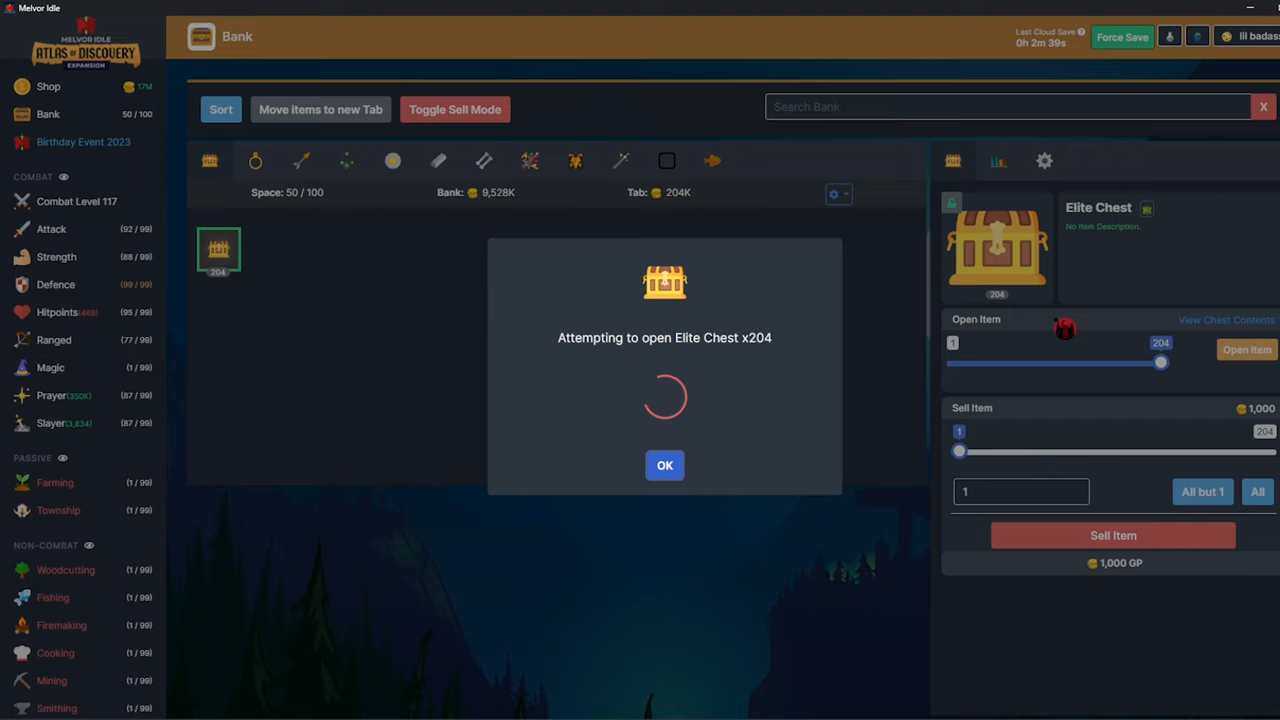 Melvor Idle
MELVOR IDLE
ATLAS OF DISCOVERY
EXPANSION
Bank
Last Cloud Save
0h 2m 39s
Force Save
lil badas
Shop 17M
Bank 50 / 100
Birthday Event 2023
COMBAT
Combat Level 117
Attack (92 / 99)
Strength (88 / 99)
Defence (99 / 99)
Hitpoints(465) (95 / 99)
Ranged (77 / 99)
Magic (1 / 99)
Prayer(350K) (87 / 99)
Slayer(3,834) (87 / 99)
PASSIVE
Farming (1 / 99)
Township (1 / 99)
NON-COMBAT
Woodcutting (1 / 99)
Fishing (1 / 99)
Firemaking (1 / 99)
Cooking (1 / 99)
Mining (1 / 99)
Smithing (1 / 99)
Sort
Move items to new Tab
Toggle Sell Mode
Search Bank
X
Space: 50 / 100 Bank: 9,528K Tab: 204K
204
Attempting to open Elite Chest x204
OK
Elite Chest
No Item Description.
204
Open Item View Chest Contents
1 204
Open Item
Sell Item 1,000
1 204
1
All but 1
All
Sell Item
1,000 GP